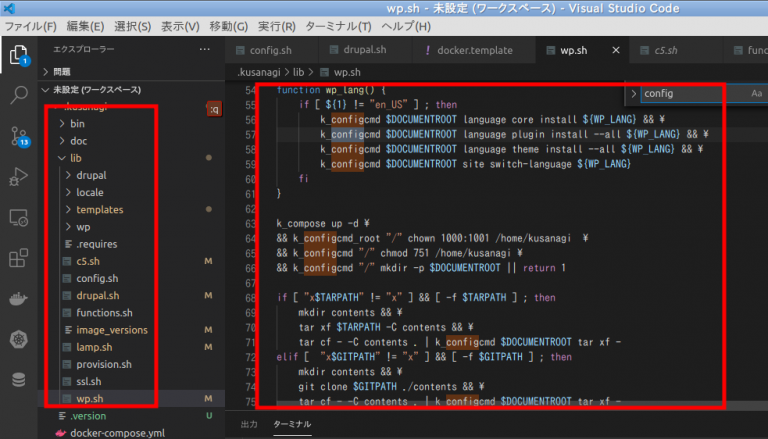 wp.sh - 未設定 (ワークスペース) - Visual Studio Code
ファイル(F) 編集(E) 選択(S) 表示(V) 移動(G) 実行(R) ターミナル(T) ヘルプ(H)
エクスプローラー ···
config.sh drupal.sh ! docker.template wp.sh × c5.sh func
問題
未設定 (ワークスペース)
.kusanagi :q
bin
doc
lib
drupal
locale
templates
wp
.requires
c5.sh M
config.sh
drupal.sh M
functions.sh
image_versions
lamp.sh M
provision.sh
ssl.sh
wp.sh M
.version U
docker-compose.yml
1
13
.kusanagi > lib > wp.sh
config Aa
54 function wp_lang() {
55 if [ ${1} != "en_US" ] ; then
56 k_configcmd $DOCUMENTROOT language core install ${WP_LANG} && ¥
57 k_configcmd $DOCUMENTROOT language plugin install --all ${WP_LANG} && ¥
58 k_configcmd $DOCUMENTROOT language theme install --all ${WP_LANG} && ¥
59 k_configcmd $DOCUMENTROOT site switch-language ${WP_LANG}
60 fi
61 }
62
63 k_compose up -d ¥
64 && k_configcmd_root "/" chown 1000:1001 /home/kusanagi ¥
65 && k_configcmd "/" chmod 751 /home/kusanagi ¥
66 && k_configcmd "/" mkdir -p $DOCUMENTROOT || return 1
67
68 if [ "x$TARPATH" != "x" ] && [ -f $TARPATH ] ; then
69 mkdir contents && ¥
70 tar xf $TARPATH -C contents && ¥
71 tar cf - -C contents . | k_configcmd $DOCUMENTROOT tar xf -
72 elif [ "x$GITPATH" != "x" ] && [ -f $GITPATH ] ; then
73 mkdir contents && ¥
74 git clone $GITPATH ./contents && ¥
75 tar cf - -C contents . | k_configcmd $DOCUMENTROOT tar xf -
出力 ターミナル